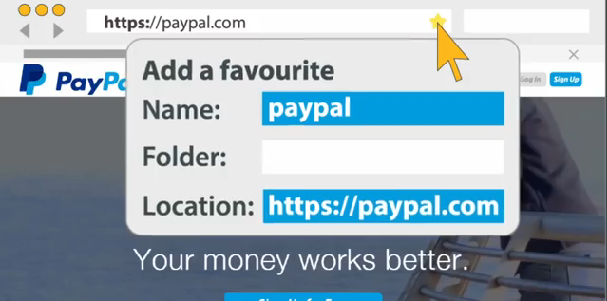 https://paypal.com
Add a favourite
PayP
Log In
Sign Up
Name: paypal
Folder:
Location: https://paypal.com
Your money works better.